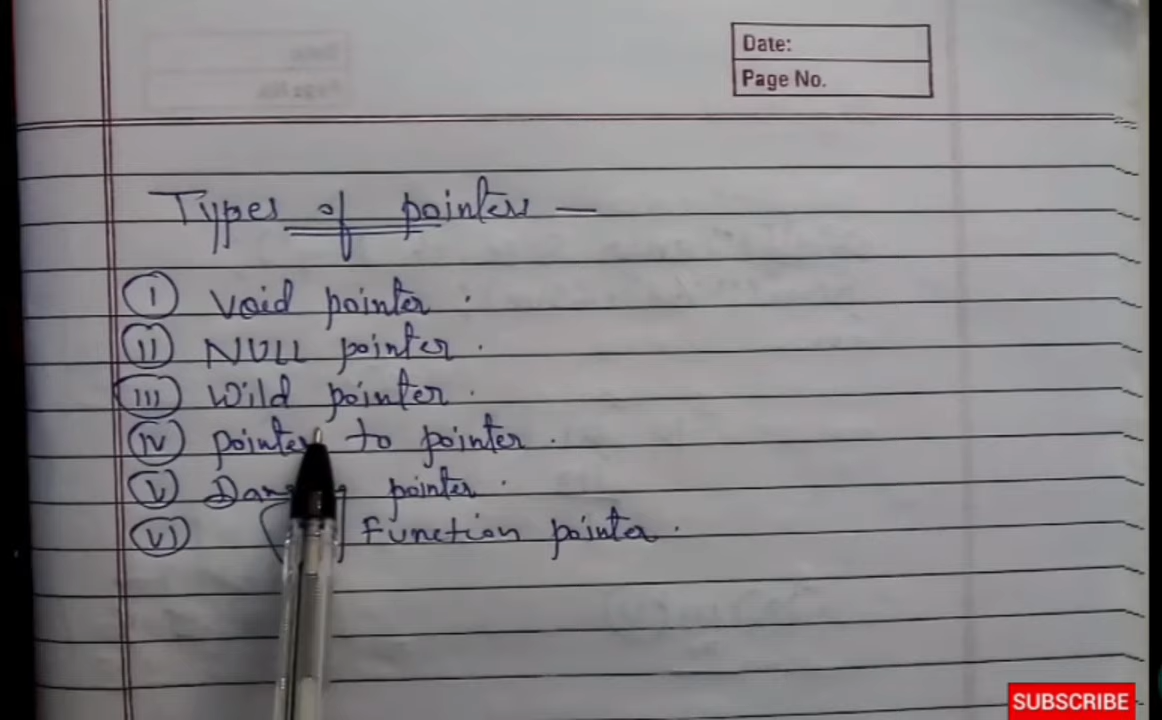 Date:
Page No.
Types of pointers —
(I) Void pointer .
(II) NULL pointer .
(III) Wild pointer .
(IV) pointer to pointer .
(V) pointer .
(VI) Function pointer .
SUBSCRIBE